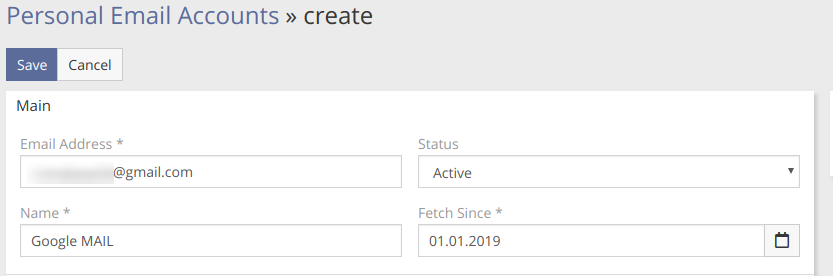 Personal Email Accounts » create
Save Cancel
Main
Email Address * Status
@gmail.com Active
Name * Fetch Since *
Google MAIL 01.01.2019